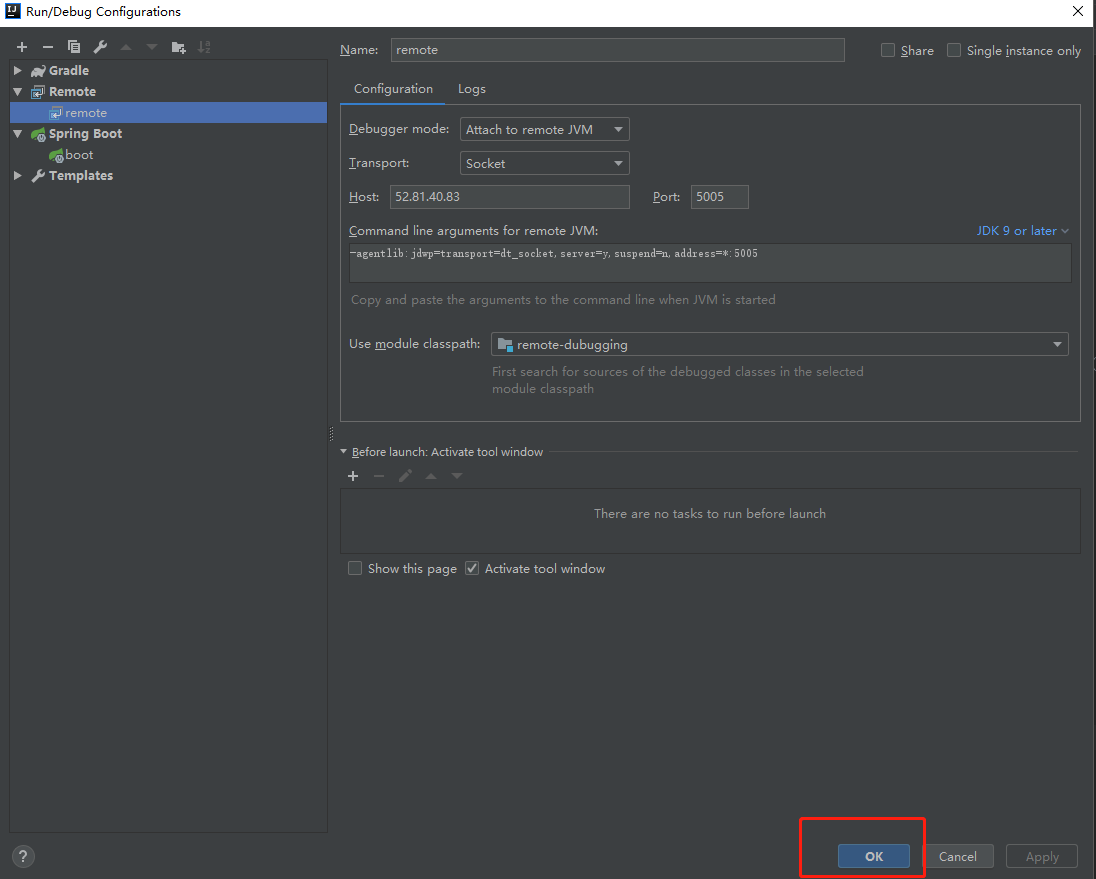 Run/Debug Configurations
Name: remote Share Single instance only
Gradle
Remote
remote
Spring Boot
boot
Templates
Configuration Logs
Debugger mode: Attach to remote JVM
Transport: Socket
Host: 52.81.40.83 Port: 5005
Command line arguments for remote JVM: JDK 9 or later
-agentlib:jdwp=transport=dt_socket,server=y,suspend=n,address=*:5005
Copy and paste the arguments to the command line when JVM is started
Use module classpath: remote-dubugging
First search for sources of the debugged classes in the selected
module classpath
Before launch: Activate tool window
There are no tasks to run before launch
Show this page Activate tool window
? OK Cancel Apply